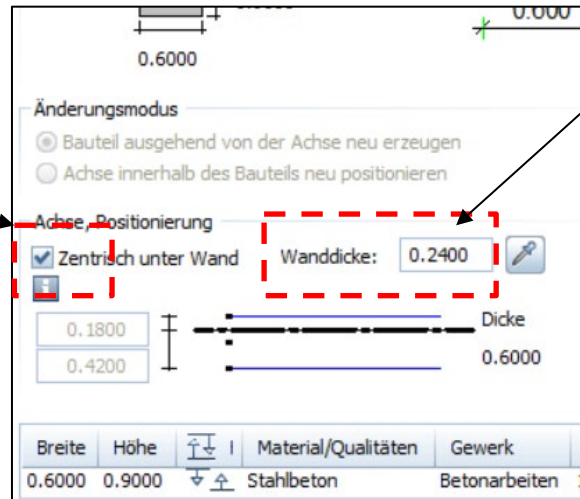 0.600
0.6000
Änderungsmodus
Bauteil ausgehend von der Achse neu erzeugen
Achse innerhalb des Bauteils neu positionieren
Achse, Positionierung
Zentrisch unter Wand Wanddicke: 0.2400
0.1800 Dicke
0.4200 0.6000
Breite Höhe Material/Qualitäten Gewerk
0.6000 0.9000 Stahlbeton Betonarbeiten